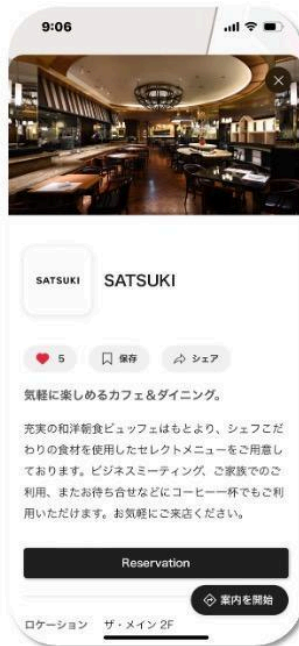 9:06
SATSUKI
SATSUKI
5
保存
シェア
気軽に楽しめるカフェ＆ダイニング。
充実の和洋朝食ビュッフェはもとより、シェフこだ
わりの食材を使用したセレクトメニューをご用意し
ております。ビジネスミーティング、ご家族でのご
利用、またお待ち合せなどにコーヒー一杯でもご利
用いただけます。お気軽にご来店ください。
Reservation
案内を開始
ロケーション ザ・メイン 2F